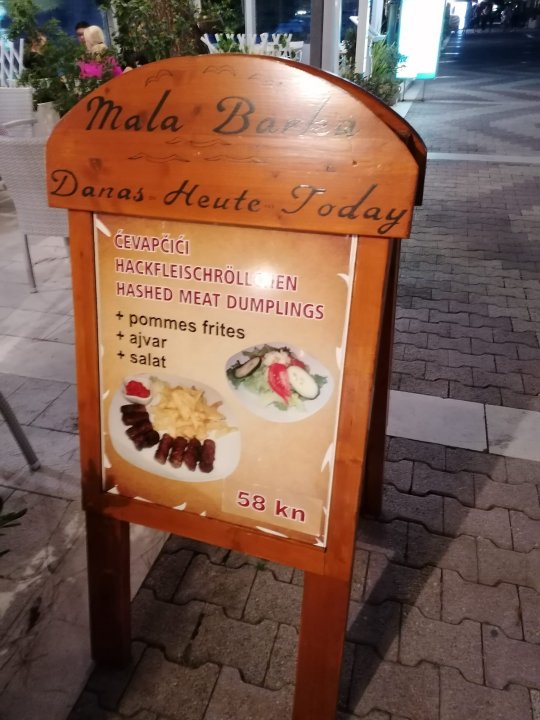 Mala Barka
Danas - Heute - Today
ĆEVAPČIĆI
HACKFLEISCHRÖLLCHEN
HASHED MEAT DUMPLINGS
+ pommes frites
+ ajvar
+ salat
58 kn